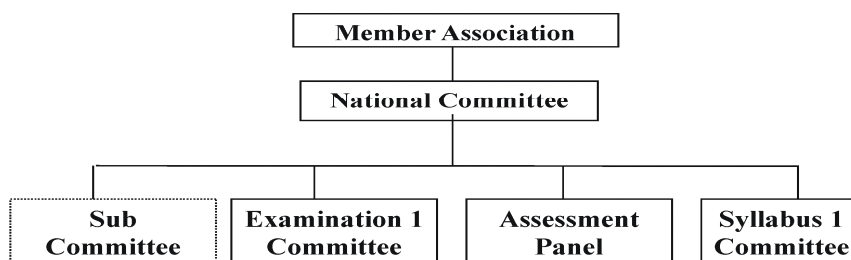 Member Association
National Committee
Sub
Committee
Examination 1
Committee
Assessment
Panel
Syllabus 1
Committee